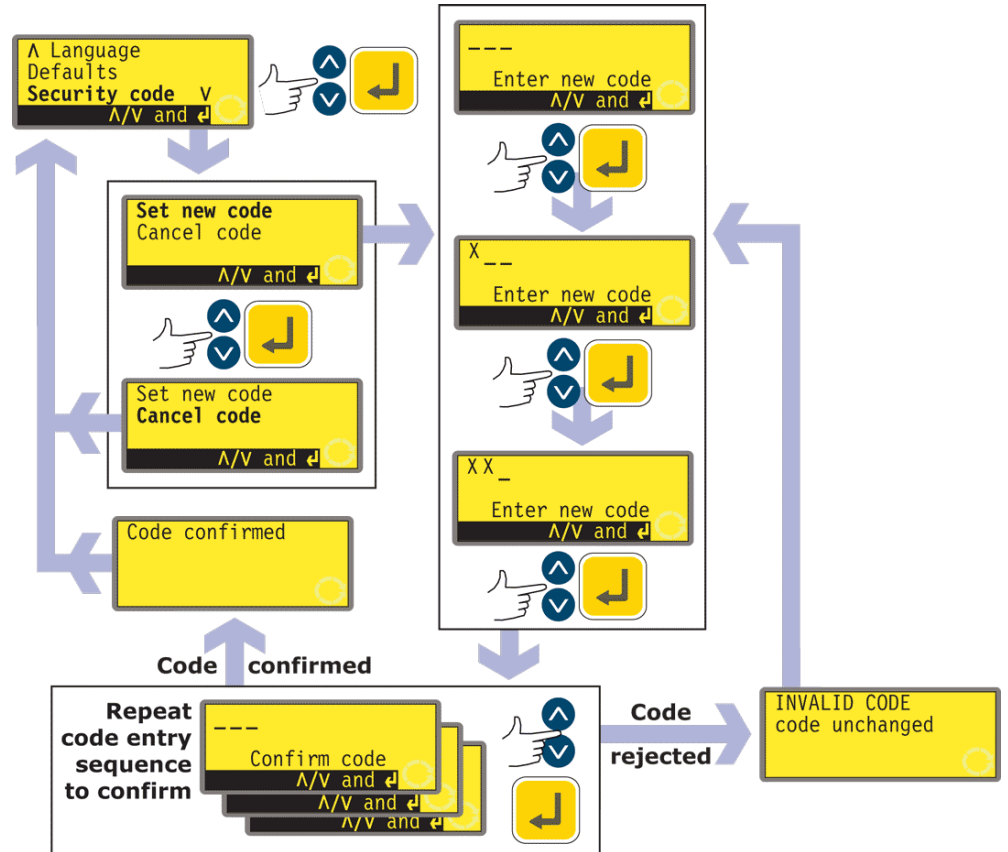 Λ Language
Defaults
Security code V
Λ/V and ↲
Set new code
Cancel code
Λ/V and ↲
Set new code
Cancel code
Λ/V and ↲
Code confirmed
_ _ _
Enter new code
Λ/V and ↲
X _ _
Enter new code
Λ/V and ↲
X X _
Enter new code
Λ/V and ↲
Code confirmed
Repeat
code entry
sequence
to confirm
_ _ _
Confirm code
Λ/V and ↲
Λ/V and ↲
Λ/V and ↲
Code
rejected
INVALID CODE
code unchanged